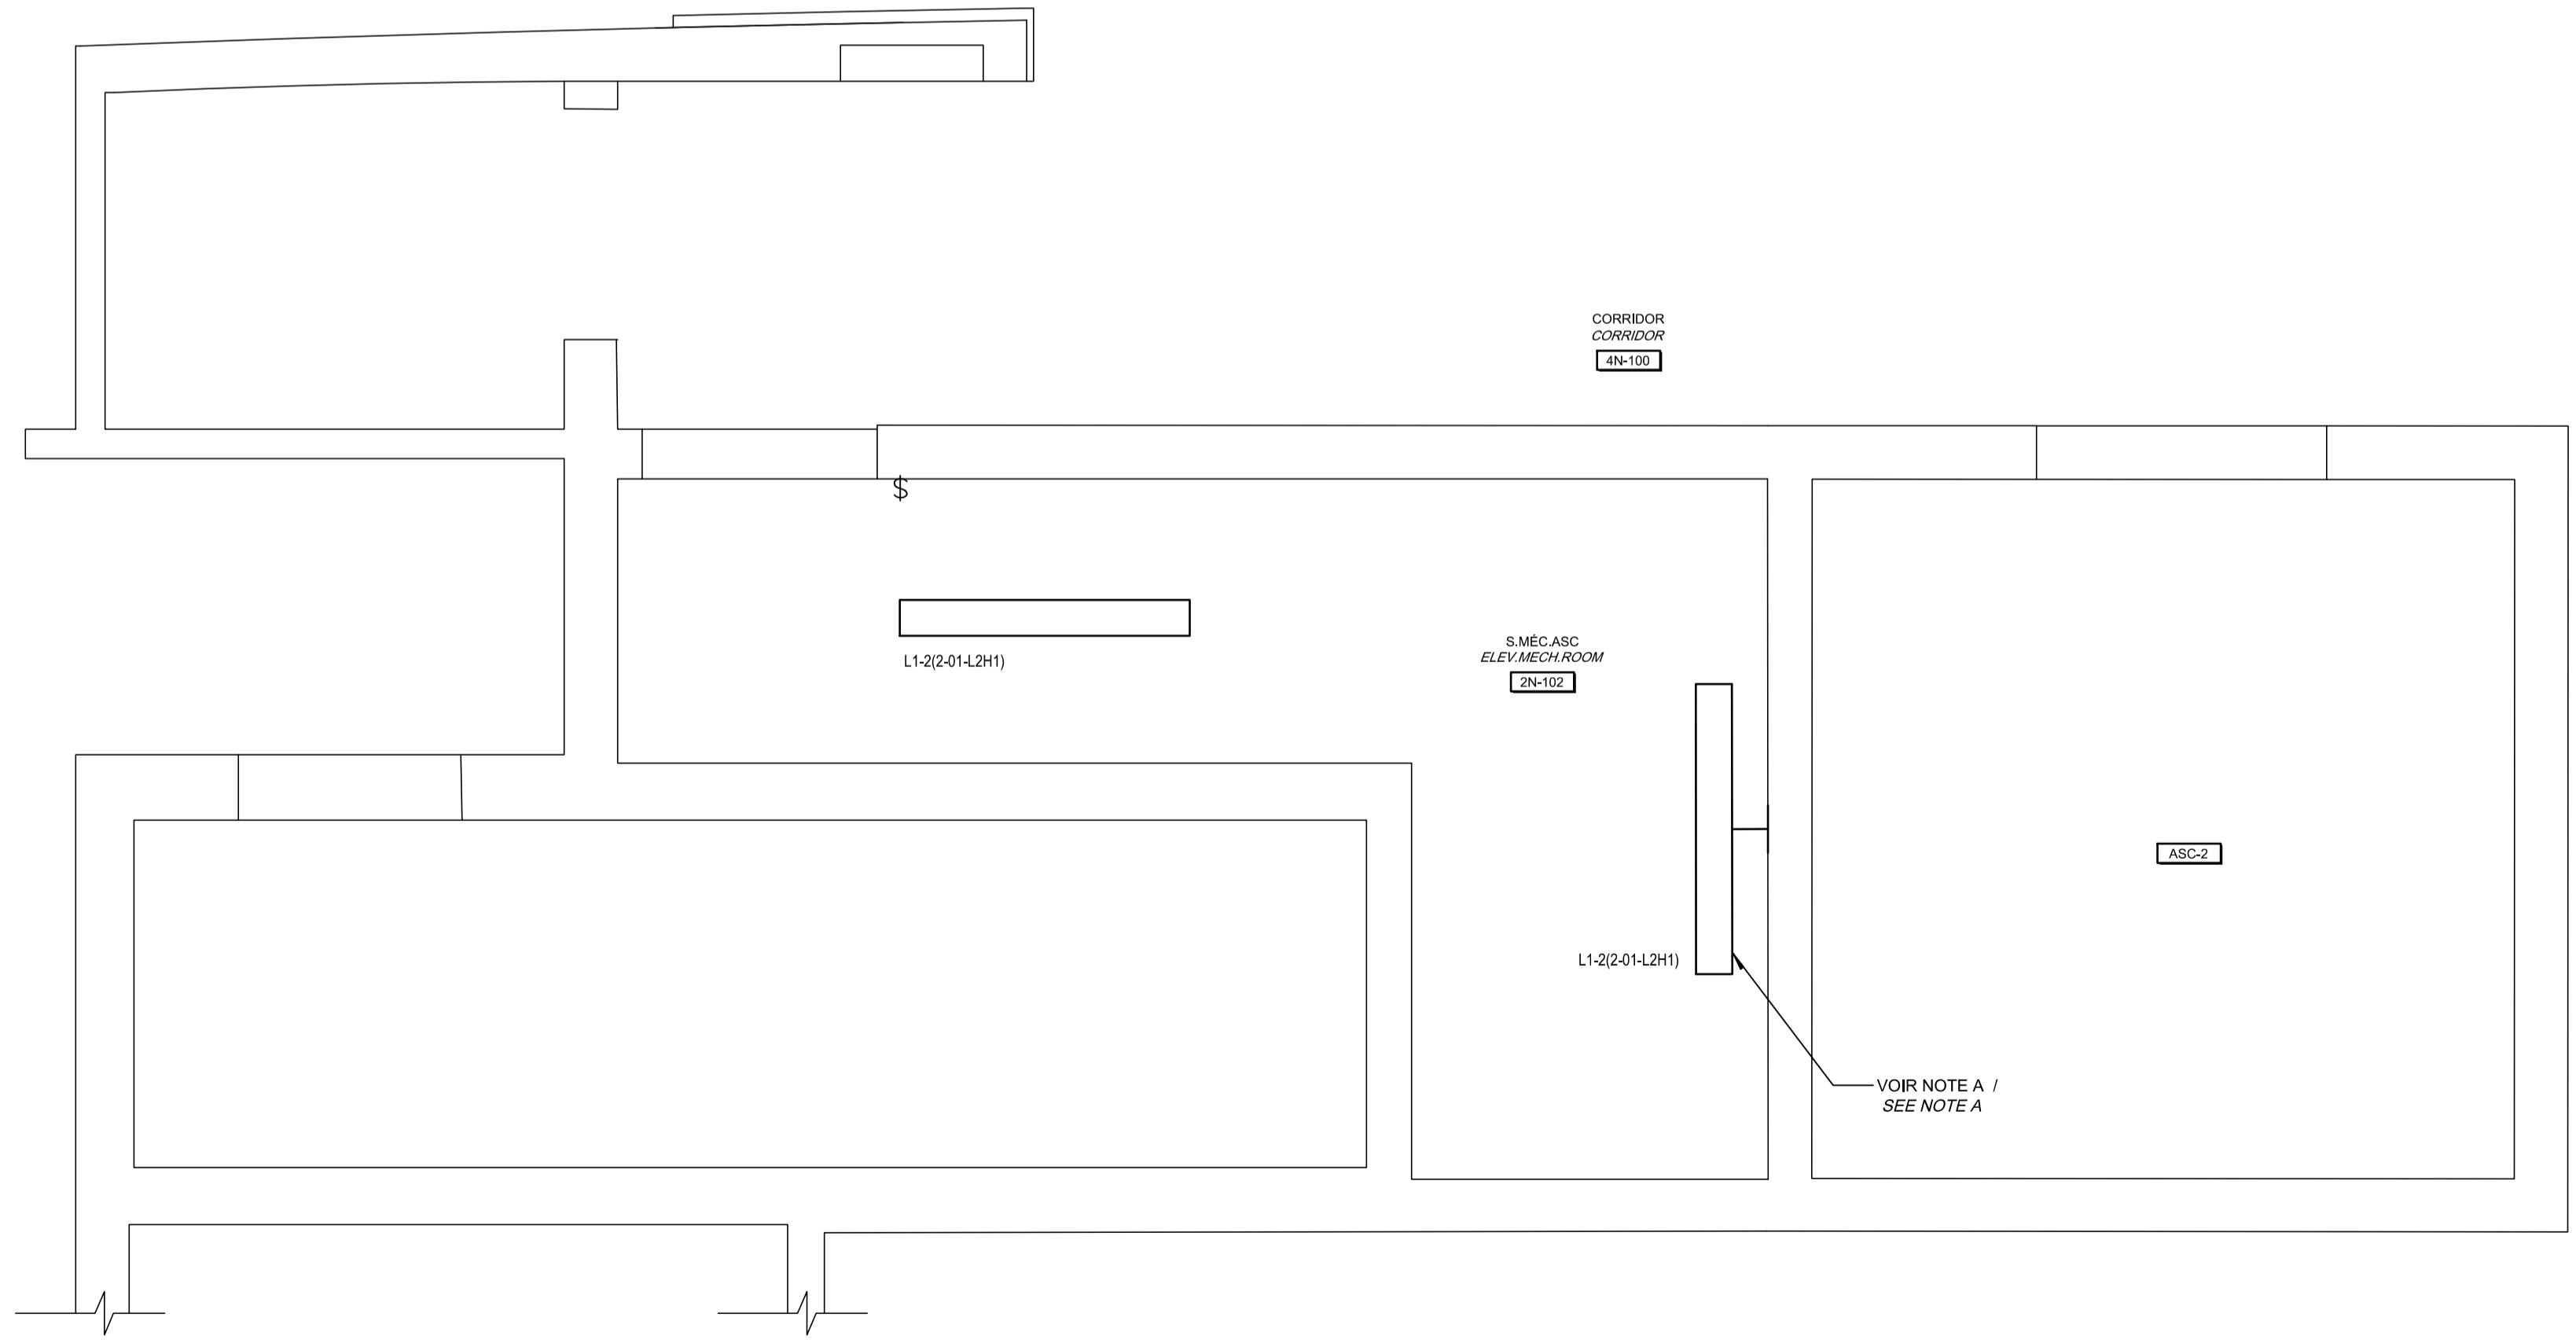 CORRIDOR
CORRIDOR
4N-100
$
S.MÉC.ASC
ELEV.MECH.ROOM
2N-102
L1-2(2-01-L2H1)
ASC-2
L1-2(2-01-L2H1)
VOIR NOTE A /
SEE NOTE A